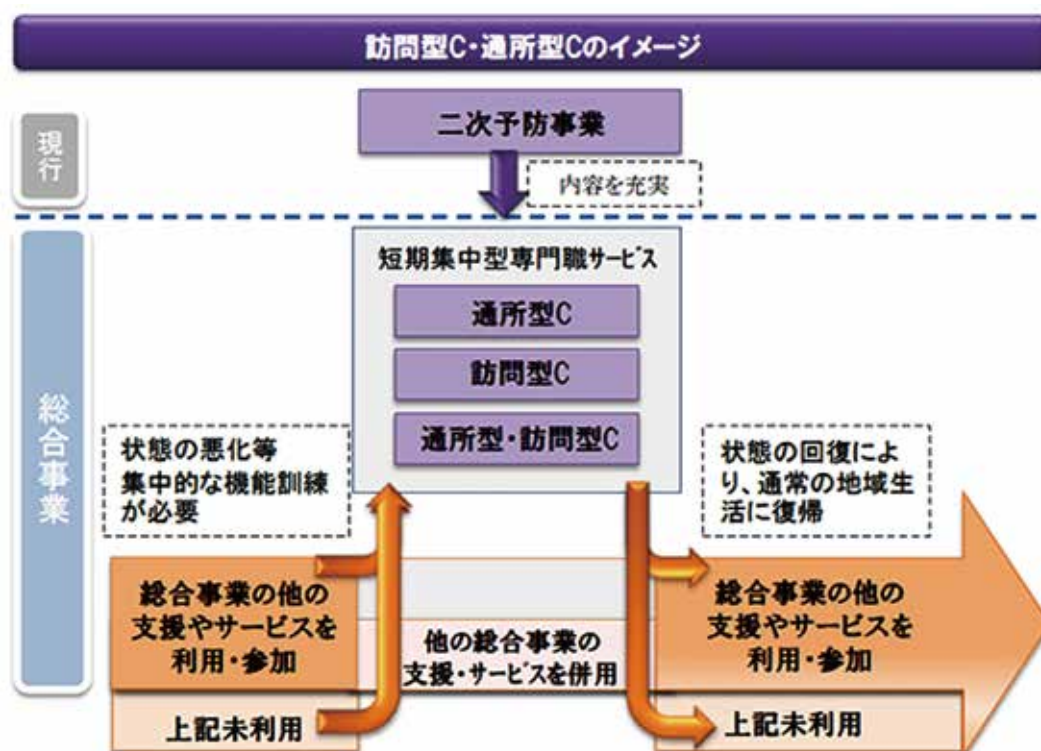 訪問型C・通所型Cのイメージ
現行
二次予防事業
内容を充実
総合事業
短期集中型専門職サービス
通所型C
訪問型C
通所型・訪問型C
状態の悪化等
集中的な機能訓練
が必要
状態の回復によ
り、通常の地域生
活に復帰
総合事業の他の
支援やサービスを
利用・参加
他の総合事業の
支援・サービスを併用
総合事業の他の
支援やサービスを
利用・参加
上記未利用
上記未利用